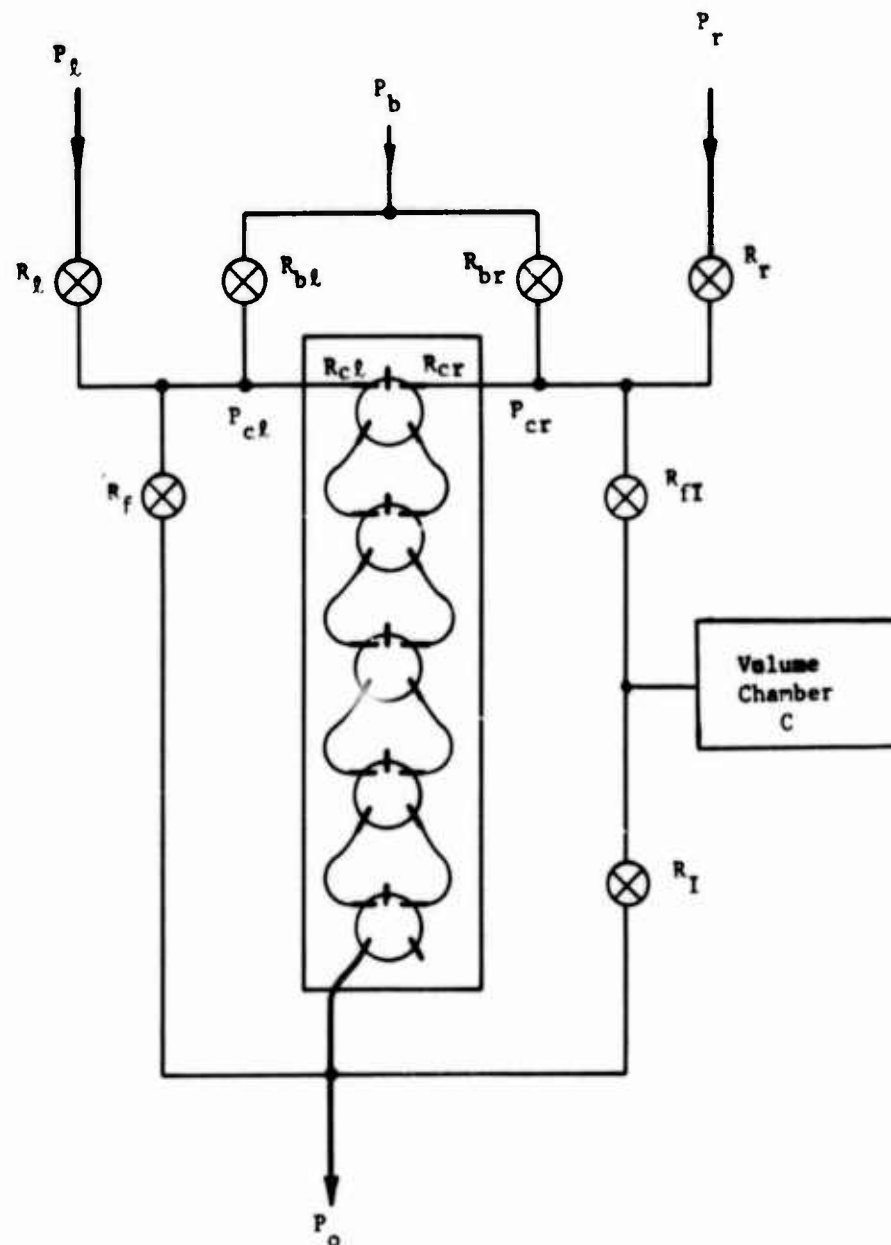 P_ℓ
P_r
P_b
R_ℓ
R_bℓ
R_br
R_r
R_cℓ
R_cr
P_cℓ
P_cr
R_f
R_fI
Volume
Chamber
C
R_I
P_o